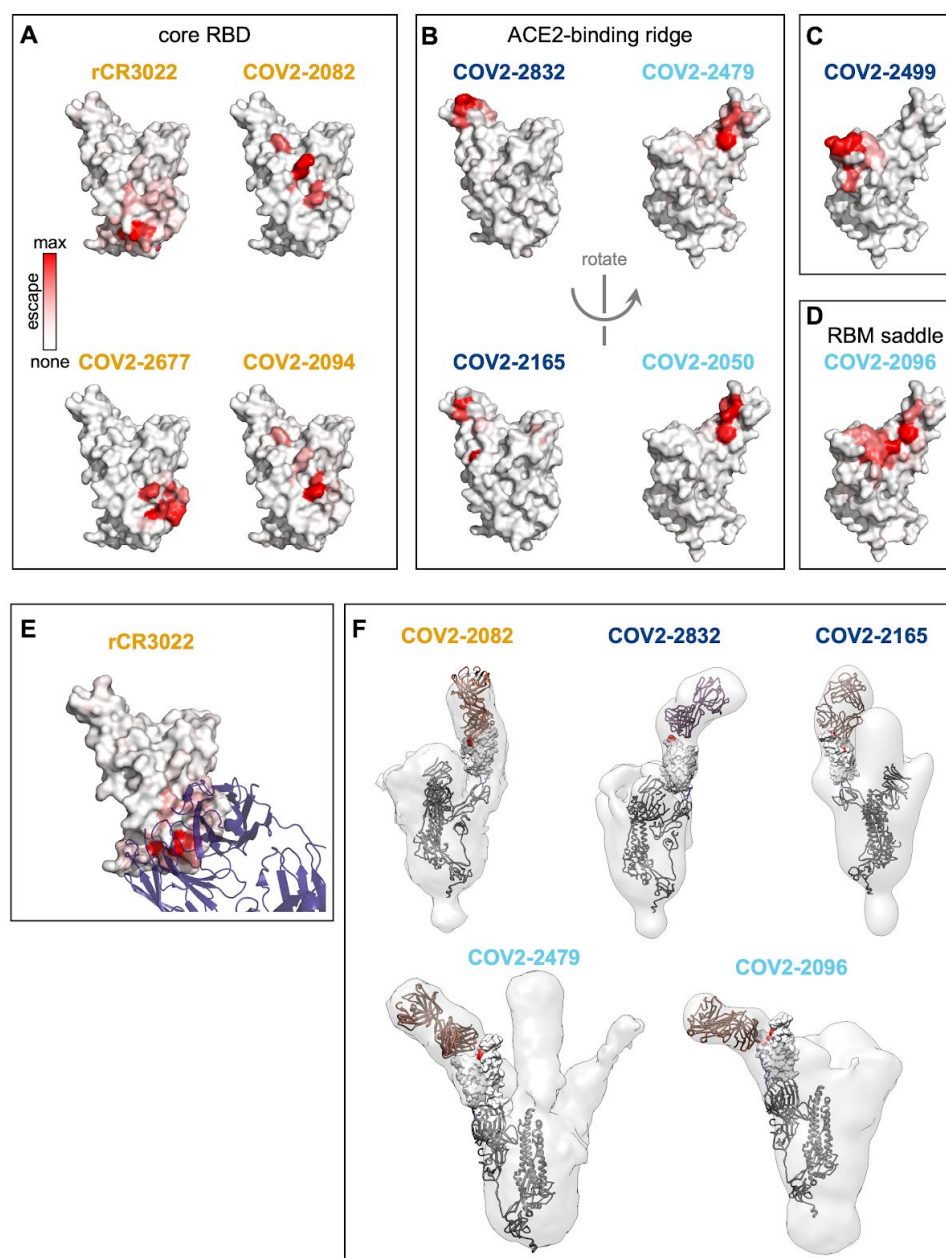 A
core RBD
rCR3022
COV2-2082
max
escape
none
COV2-2677
COV2-2094
B
ACE2-binding ridge
COV2-2832
COV2-2479
rotate
COV2-2165
COV2-2050
C
COV2-2499
D
RBM saddle
COV2-2096
E
rCR3022
F
COV2-2082
COV2-2832
COV2-2165
COV2-2479
COV2-2096